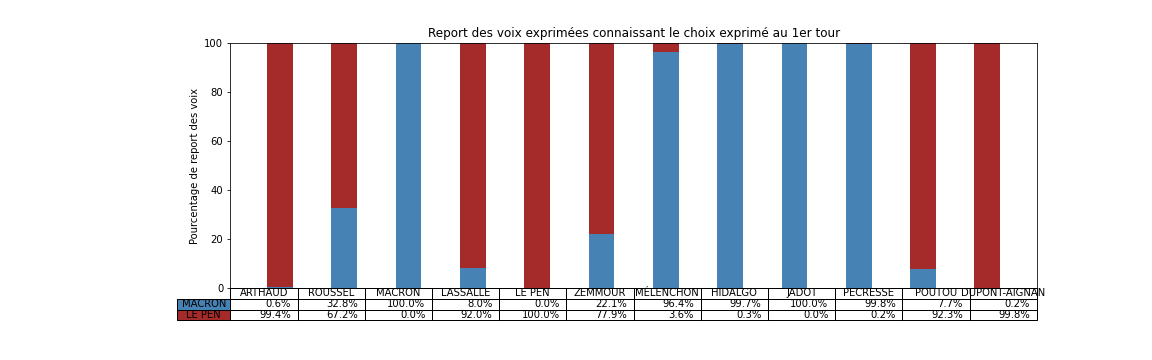 Report des voix exprimées connaissant le choix exprimé au 1er tour
Pourcentage de report des voix
100
80
60
40
20
0
ARTHAUD ROUSSEL MACRON LASSALLE LE PEN ZEMMOUR MÉLENCHON HIDALGO JADOT PÉCRESSE POUTOU DUPONT-AIGNAN
MACRON 0.6% 32.8% 100.0% 8.0% 0.0% 22.1% 96.4% 99.7% 100.0% 99.8% 7.7% 0.2%
LE PEN 99.4% 67.2% 0.0% 92.0% 100.0% 77.9% 3.6% 0.3% 0.0% 0.2% 92.3% 99.8%